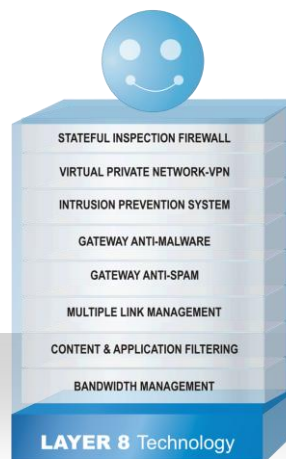 STATEFUL INSPECTION FIREWALL
VIRTUAL PRIVATE NETWORK-VPN
INTRUSION PREVENTION SYSTEM
GATEWAY ANTI-MALWARE
GATEWAY ANTI-SPAM
MULTIPLE LINK MANAGEMENT
CONTENT & APPLICATION FILTERING
BANDWIDTH MANAGEMENT
LAYER 8 Technology